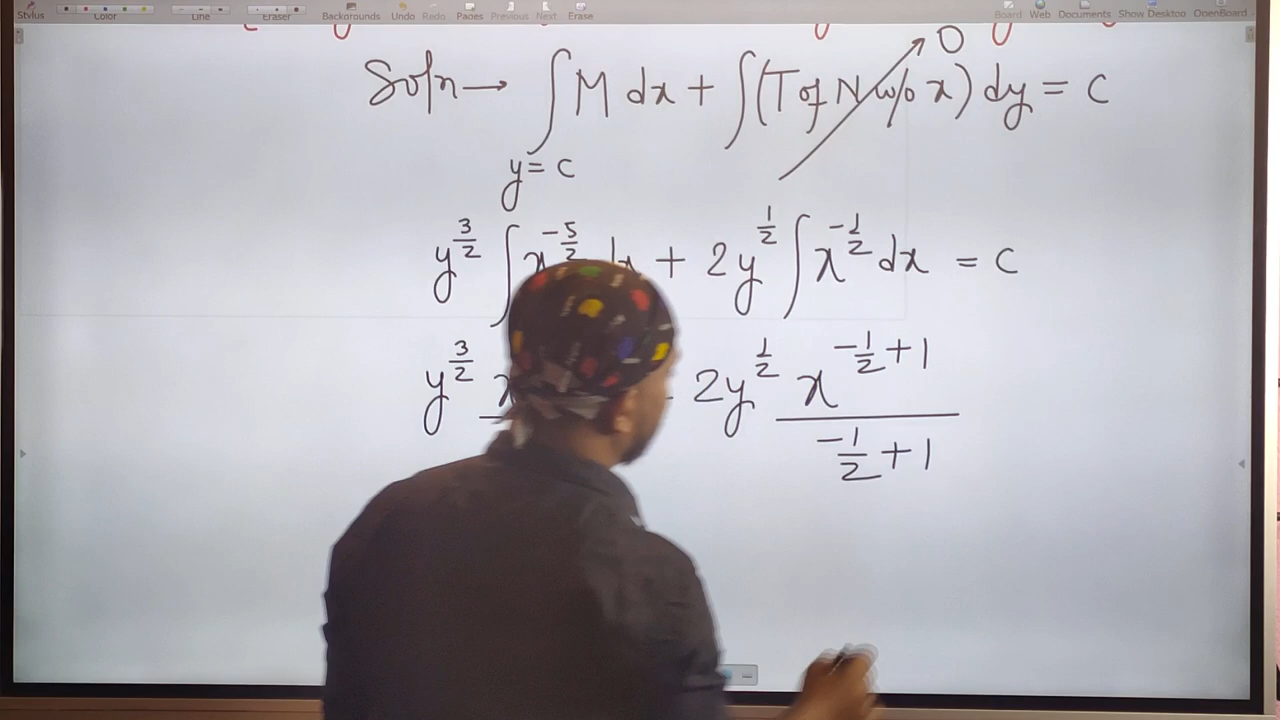 Stylus Color Line Eraser Backgrounds Undo Redo Pages Previous Next Erase Board Web Documents Show Desktop OpenBoard
Soln → ∫ M dx + ∫(T of N w/o x) dy = c
0
y = c
y^{3/2} ∫ x^{-5/2} dx + 2y^{1/2} ∫ x^{-1/2} dx = c
y^{3/2} x 2y^{1/2} x^{-1/2+1}
-1/2+1